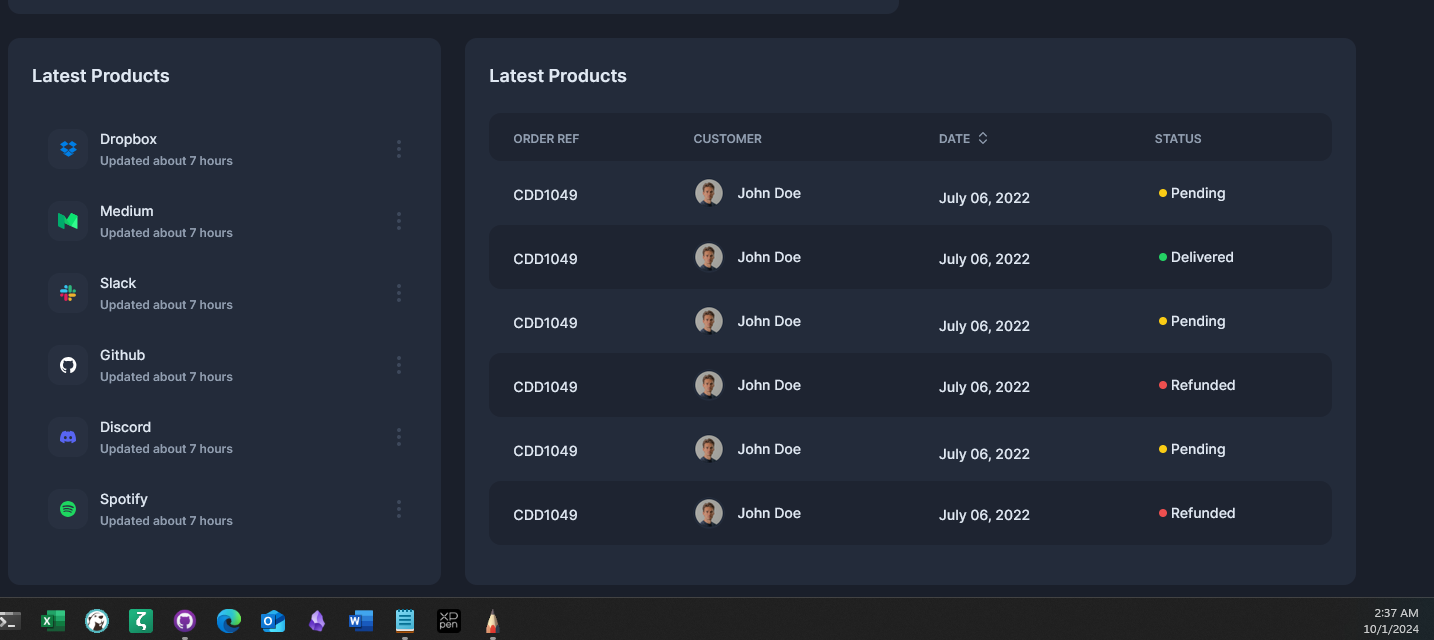 Latest Products
Dropbox
Updated about 7 hours
Medium
Updated about 7 hours
Slack
Updated about 7 hours
Github
Updated about 7 hours
Discord
Updated about 7 hours
Spotify
Updated about 7 hours
Latest Products
ORDER REF CUSTOMER DATE STATUS
CDD1049 John Doe July 06, 2022 Pending
CDD1049 John Doe July 06, 2022 Delivered
CDD1049 John Doe July 06, 2022 Pending
CDD1049 John Doe July 06, 2022 Refunded
CDD1049 John Doe July 06, 2022 Pending
CDD1049 John Doe July 06, 2022 Refunded
XP
pen
2:37 AM
10/1/2024